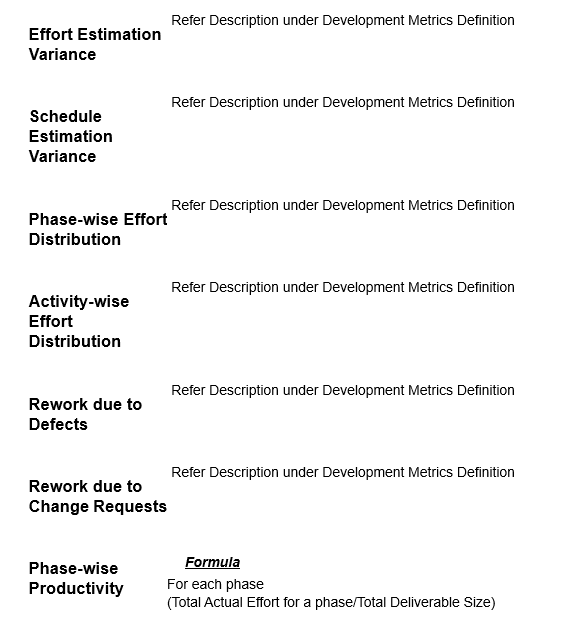 Refer Description under Development Metrics Definition
Effort Estimation
Variance
Refer Description under Development Metrics Definition
Schedule
Estimation
Variance
Refer Description under Development Metrics Definition
Phase-wise Effort
Distribution
Refer Description under Development Metrics Definition
Activity-wise
Effort
Distribution
Refer Description under Development Metrics Definition
Rework due to
Defects
Refer Description under Development Metrics Definition
Rework due to
Change Requests
Phase-wise
Productivity
Formula
For each phase
(Total Actual Effort for a phase/Total Deliverable Size)